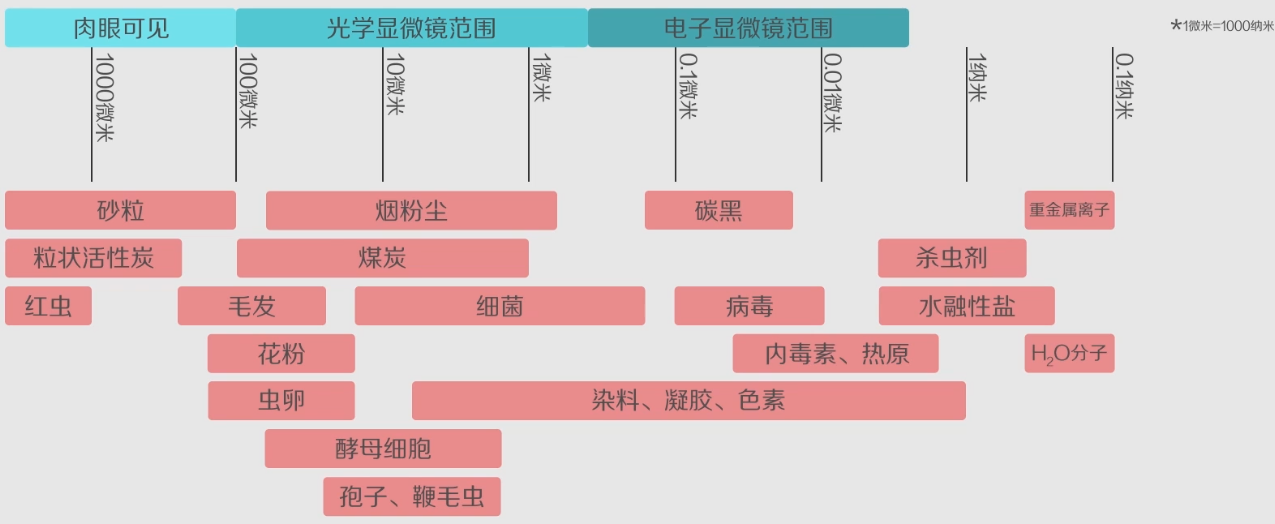 肉眼可见
光学显微镜范围
电子显微镜范围
*1微米=1000纳米
1000微米
100微米
10微米
1微米
0.1微米
0.01微米
1纳米
0.1纳米
砂粒
烟粉尘
碳黑
重金属离子
粒状活性炭
煤炭
杀虫剂
红虫
毛发
细菌
病毒
水融性盐
花粉
内毒素、热原
H₂O分子
虫卵
染料、凝胶、色素
酵母细胞
孢子、鞭毛虫